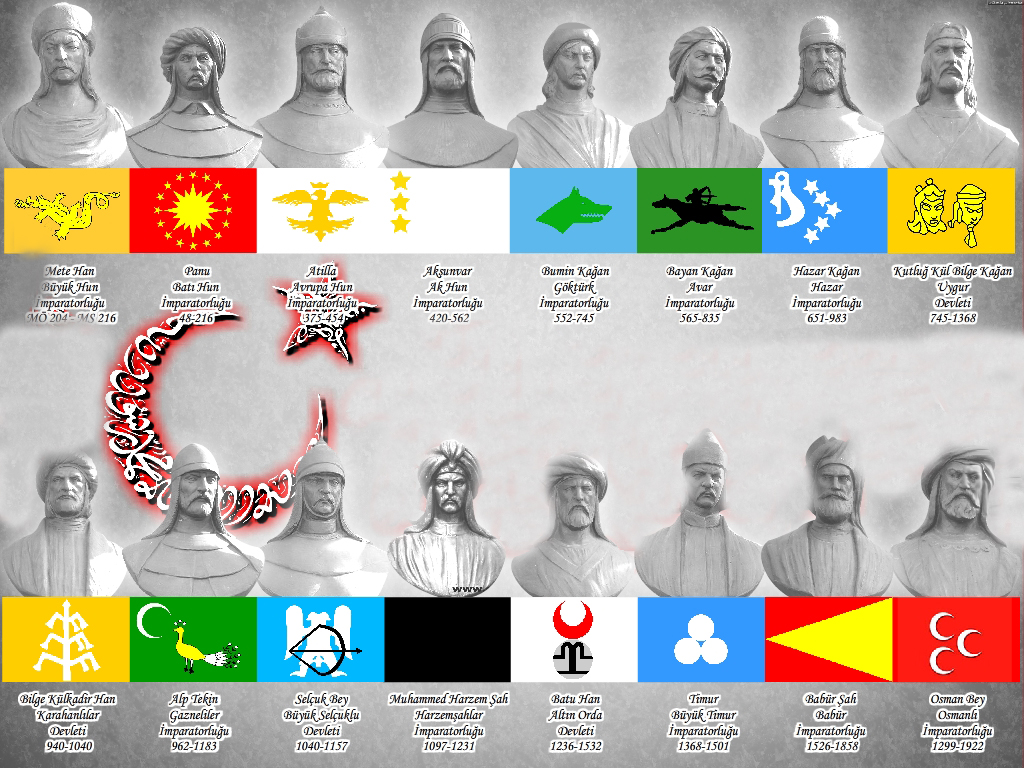 Mete Han
Büyük Hun
İmparatorluğu
MÖ 204 - MS 216
Panu
Batı Hun
İmparatorluğu
48-216
Atilla
Avrupa Hun
İmparatorluğu
375-454
Aksunvar
Ak Hun
İmparatorluğu
420-562
Bumin Kağan
Göktürk
İmparatorluğu
552-745
Bayan Kağan
Avar
İmparatorluğu
565-835
Hazar Kağan
Hazar
İmparatorluğu
651-983
Kutluğ Kül Bilge Kağan
Uygur
Devleti
745-1368
www
Bilge Külkadir Han
Karahanlılar
Devleti
940-1040
Alp Tekin
Gazneliler
İmparatorluğu
962-1183
Selçuk Bey
Büyük Selçuklu
Devleti
1040-1157
Muhammed Harzem Şah
Harzemşahlar
İmparatorluğu
1097-1231
Batu Han
Altın Orda
Devleti
1236-1532
Timur
Büyük Timur
İmparatorluğu
1368-1501
Babür Şah
Babür
İmparatorluğu
1526-1858
Osman Bey
Osmanlı
İmparatorluğu
1299-1922